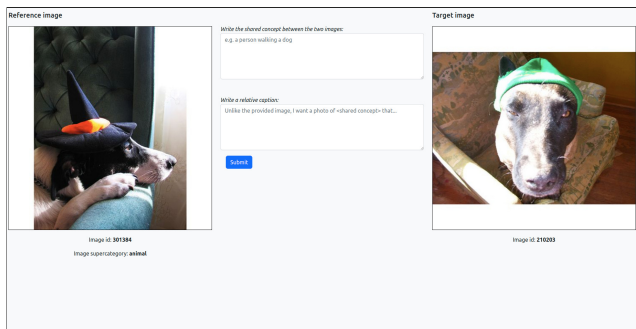 Reference image
Write the shared concept between the two images:
e.g. a person walking a dog
Write a relative caption:
Unlike the provided image, I want a photo of <shared concept> that...
Submit
Image id: 301384
Image supercategory: animal
Target image
Image id: 210203